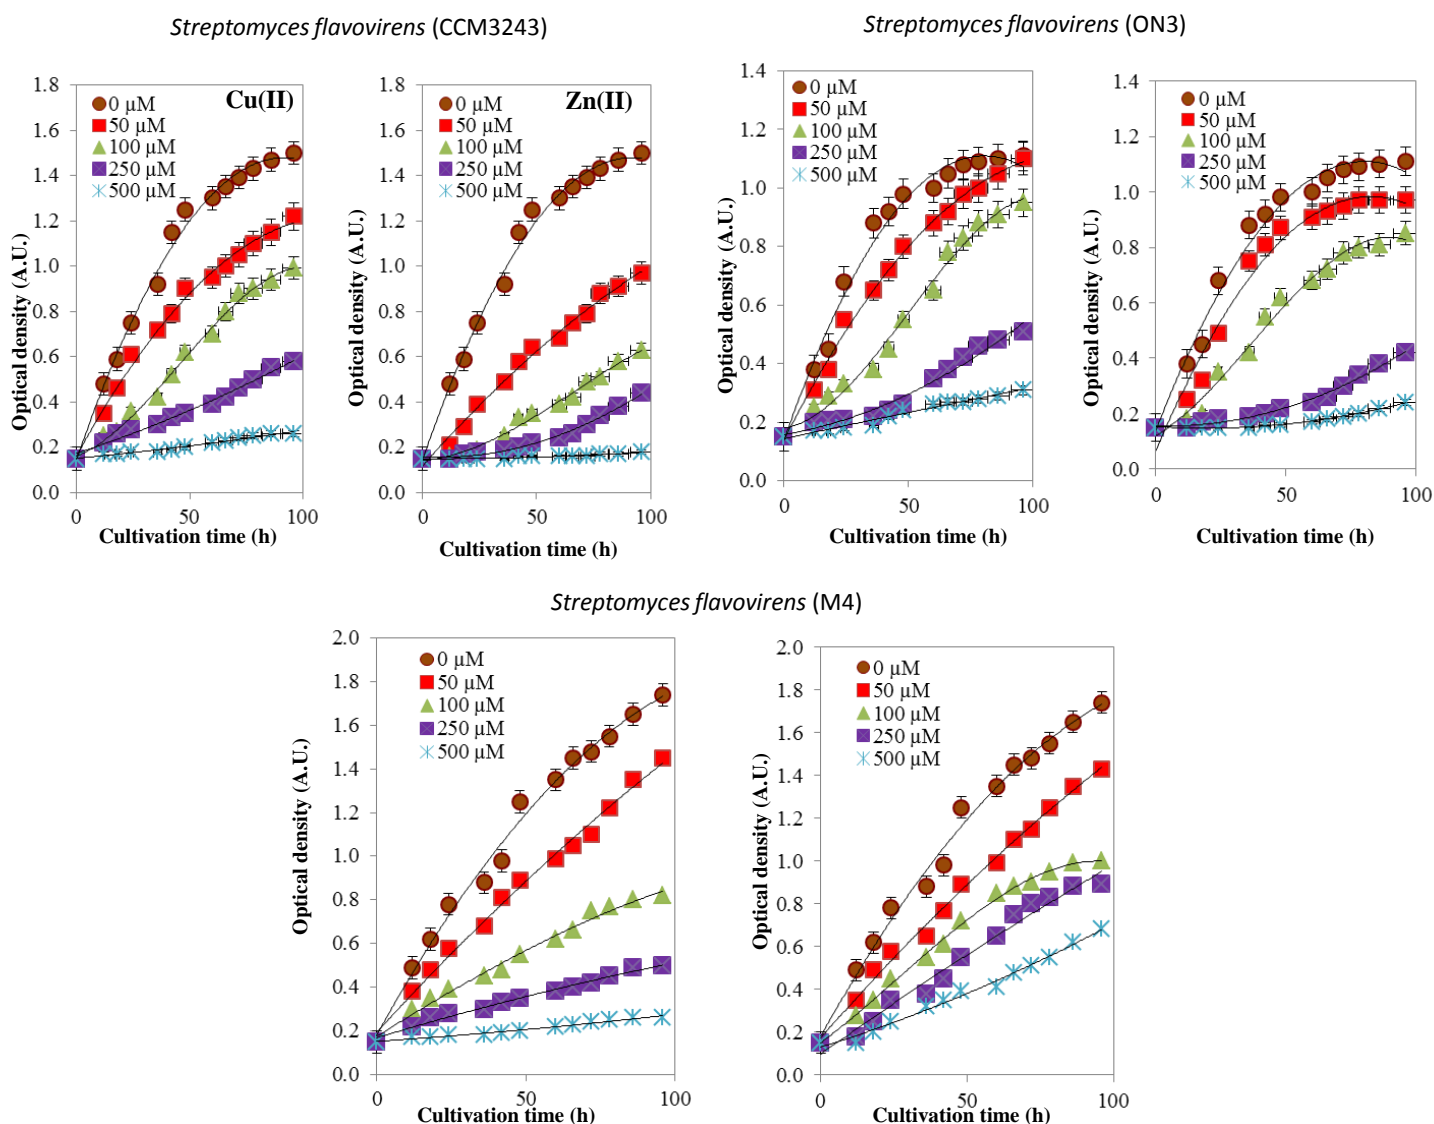 Streptomyces flavovirens (CCM3243)
Streptomyces flavovirens (ON3)
Cu(II)
0 µM
50 µM
100 µM
250 µM
500 µM
1.8
1.6
1.4
1.2
1.0
0.8
0.6
0.4
0.2
0.0
Optical density (A.U.)
0
50
100
Cultivation time (h)
Zn(II)
0 µM
50 µM
100 µM
250 µM
500 µM
1.8
1.6
1.4
1.2
1.0
0.8
0.6
0.4
0.2
0.0
Optical density (A.U.)
0
50
100
Cultivation time (h)
0 µM
50 µM
100 µM
250 µM
500 µM
1.4
1.2
1.0
0.8
0.6
0.4
0.2
0.0
Optical density (A.U.)
0
50
100
Cultivation time (h)
0 µM
50 µM
100 µM
250 µM
500 µM
1.4
1.2
1.0
0.8
0.6
0.4
0.2
0.0
Optical density (A.U.)
0
50
100
Cultivation time (h)
Streptomyces flavovirens (M4)
0 µM
50 µM
100 µM
250 µM
500 µM
2.0
1.8
1.6
1.4
1.2
1.0
0.8
0.6
0.4
0.2
0.0
Optical density (A.U.)
0
50
100
Cultivation time (h)
0 µM
50 µM
100 µM
250 µM
500 µM
2.0
1.8
1.6
1.4
1.2
1.0
0.8
0.6
0.4
0.2
0.0
Optical density (A.U.)
0
50
100
Cultivation time (h)